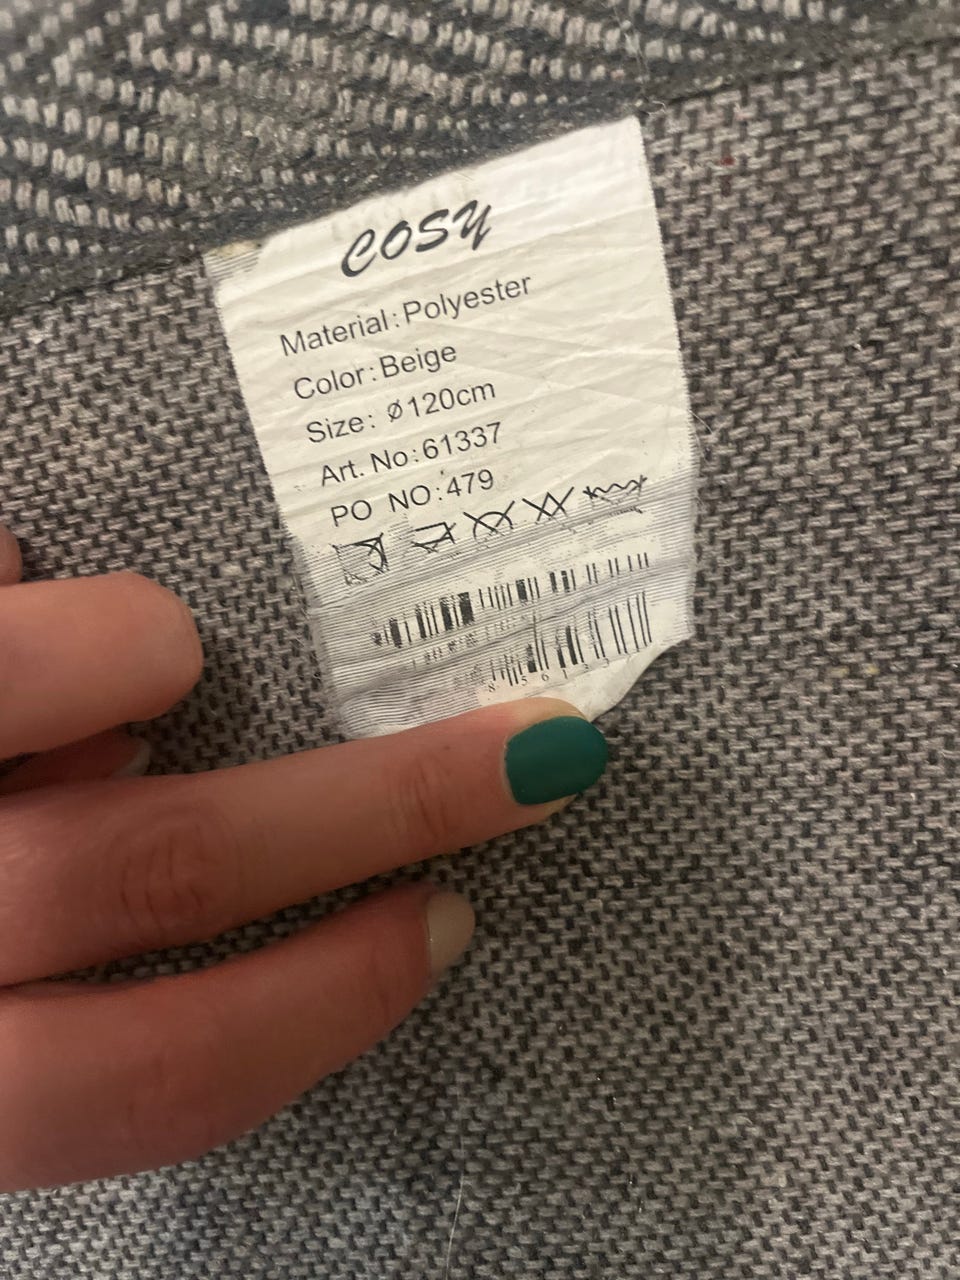 COSY
Material:Polyester
Color:Beige
Size: Ø120cm
Art. No:61337
PO NO:479